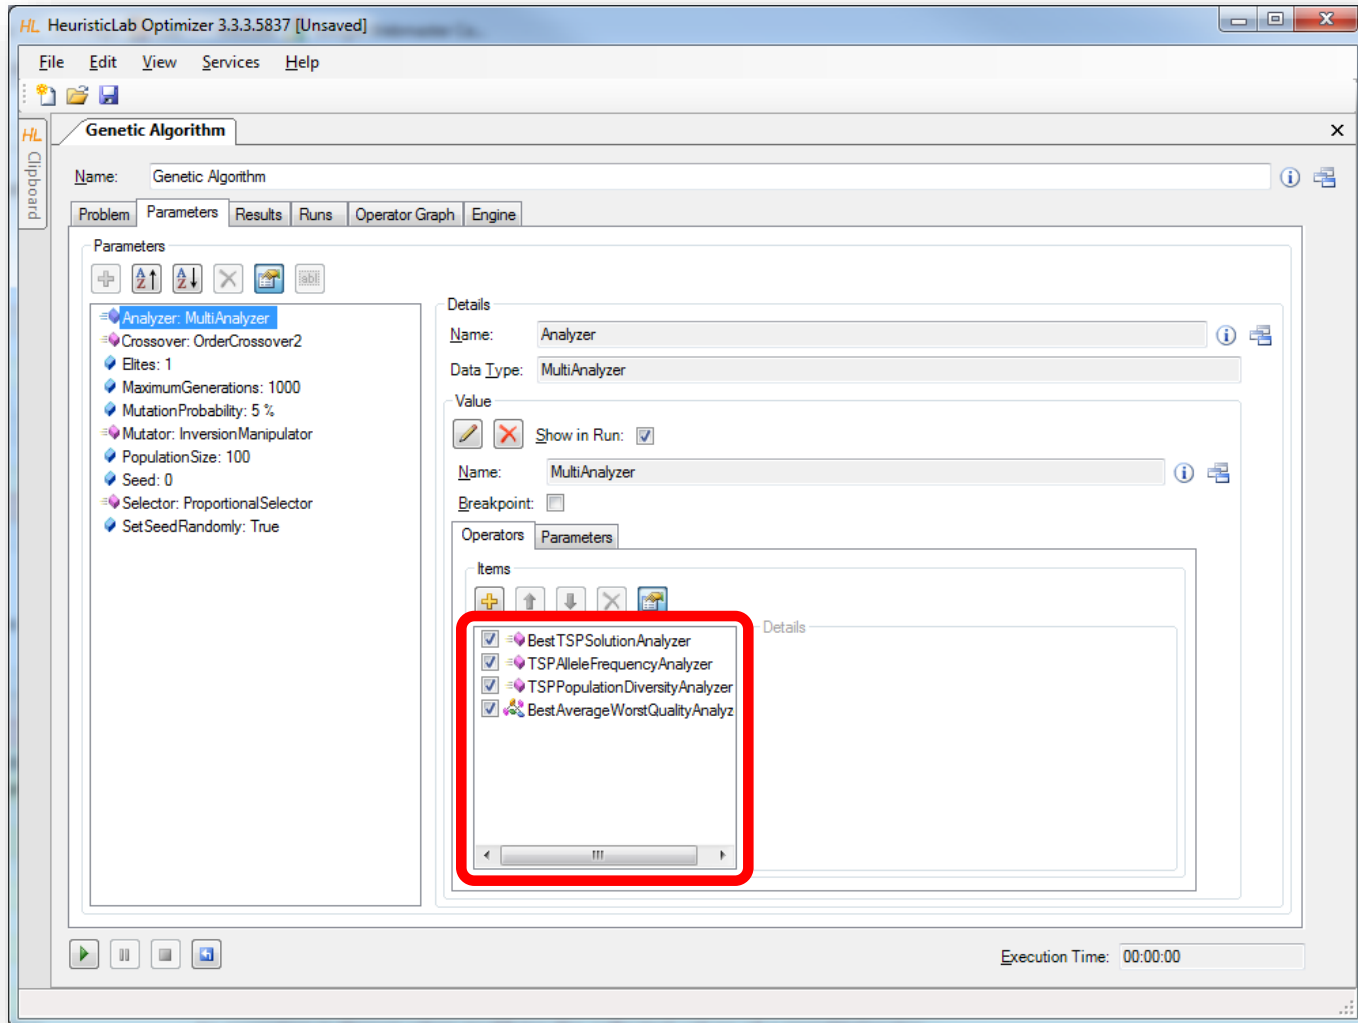 HL HeuristicLab Optimizer 3.3.3.5837 [Unsaved]
File Edit View Services Help
HL Clipboard
Genetic Algorithm
Name: Genetic Algorithm
Problem Parameters Results Runs Operator Graph Engine
Parameters
Analyzer: MultiAnalyzer
Crossover: OrderCrossover2
Elites: 1
MaximumGenerations: 1000
MutationProbability: 5 %
Mutator: InversionManipulator
PopulationSize: 100
Seed: 0
Selector: ProportionalSelector
SetSeedRandomly: True
Details
Name: Analyzer
Data Type: MultiAnalyzer
Value
Show in Run:
Name: MultiAnalyzer
Breakpoint:
Operators Parameters
Items
BestTSPSolutionAnalyzer
TSPAlleleFrequencyAnalyzer
TSPPopulationDiversityAnalyzer
BestAverageWorstQualityAnalyz
Details
Execution Time: 00:00:00